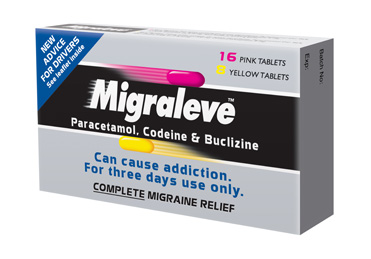 NEW
ADVICE
FOR DRIVERS
See leaflet inside
16 PINK TABLETS
8 YELLOW TABLETS
Migraleve™
Paracetamol, Codeine & Buclizine
Can cause addiction.
For three days use only.
COMPLETE MIGRAINE RELIEF
Batch No:
Exp: